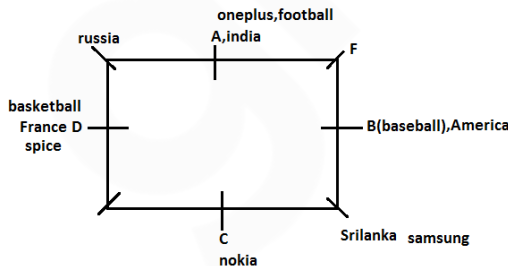 oneplus,football
A,india
russia
F
basketball
France D
spice
B(baseball),America
C
nokia
Srilanka samsung